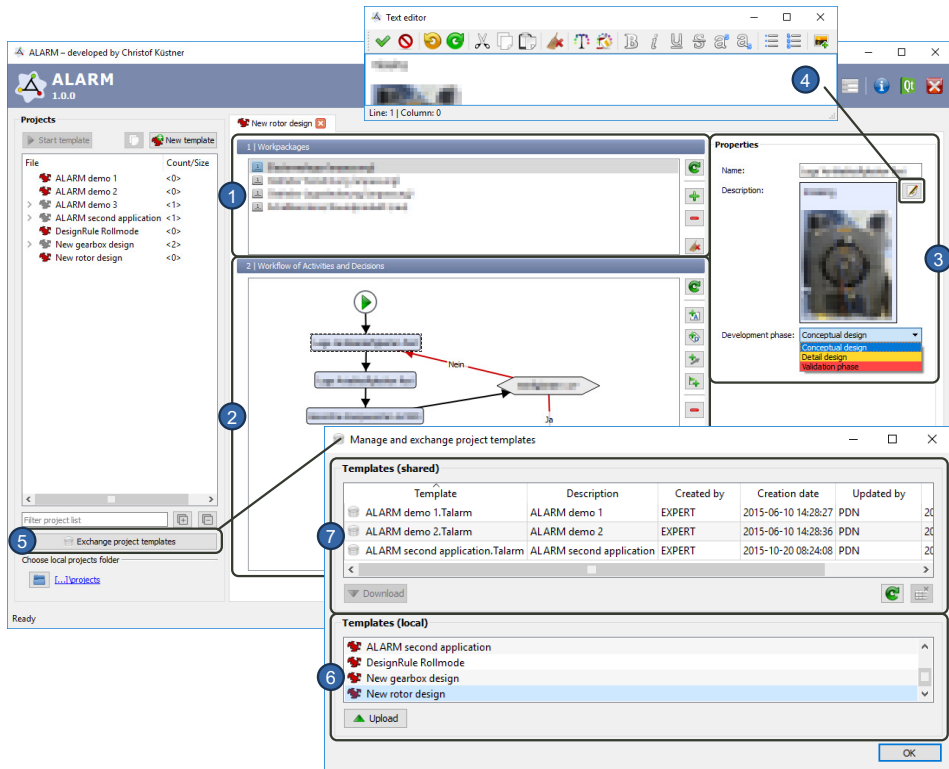 Text editor
Line: 1 | Column: 0
4
ALARM – developed by Christof Küstner
ALARM
1.0.0
Qt
Projects
Start template
New template
File
Count/Size
ALARM demo 1
<0>
ALARM demo 2
<0>
ALARM demo 3
<1>
ALARM second application
<1>
DesignRule Rollmode
<0>
New gearbox design
<2>
New rotor design
<0>
Filter project list
5
Exchange project templates
Choose local projects folder
[...]\projects
Ready
New rotor design
1 | Workpackages
1
2 | Workflow of Activities and Decisions
Nein
Ja
2
Properties
Name:
Description:
3
Development phase:
Conceptual design
Conceptual design
Detail design
Validation phase
Manage and exchange project templates
Templates (shared)
Template
Description
Created by
Creation date
Updated by
ALARM demo 1.Talarm
ALARM demo 1
EXPERT
2015-06-10 14:28:27
PDN
20
ALARM demo 2.Talarm
ALARM demo 2
EXPERT
2015-06-10 14:28:36
PDN
20
ALARM second application.Talarm
ALARM second application
EXPERT
2015-10-20 08:24:08
PDN
20
7
Download
Templates (local)
ALARM second application
DesignRule Rollmode
New gearbox design
New rotor design
6
Upload
OK